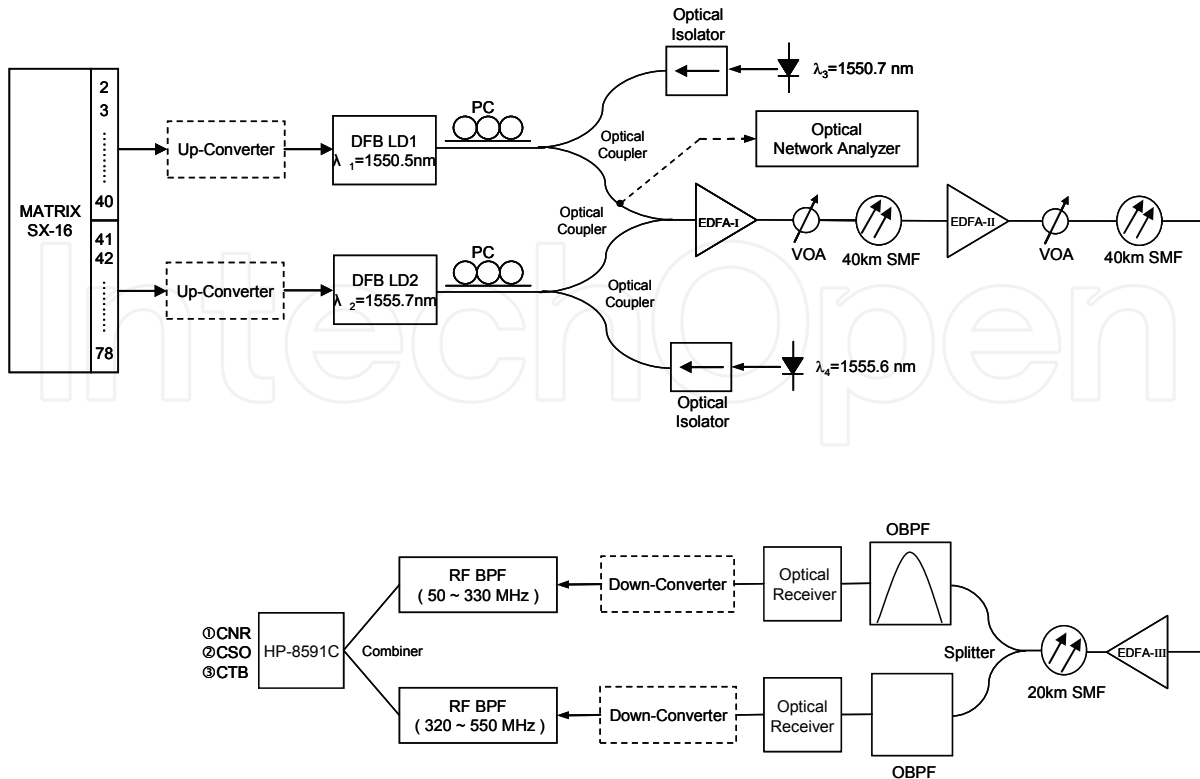 Optical
Isolator
λ3=1550.7 nm
2
3
40
MATRIX
SX-16
41
42
78
Up-Converter
DFB LD1
λ 1=1550.5nm
PC
Optical
Coupler
Optical
Network Analyzer
Optical
Coupler
EDFA-I
VOA
40km SMF
EDFA-II
VOA
40km SMF
Up-Converter
DFB LD2
λ 2=1555.7nm
PC
Optical
Coupler
λ4=1555.6 nm
Optical
Isolator
IntechOpen
OBPF
RF BPF
( 50 ~ 330 MHz )
Down-Converter
Optical
Receiver
①CNR
②CSO
③CTB
HP-8591C
Combiner
Splitter
EDFA-III
20km SMF
RF BPF
( 320 ~ 550 MHz )
Down-Converter
Optical
Receiver
OBPF